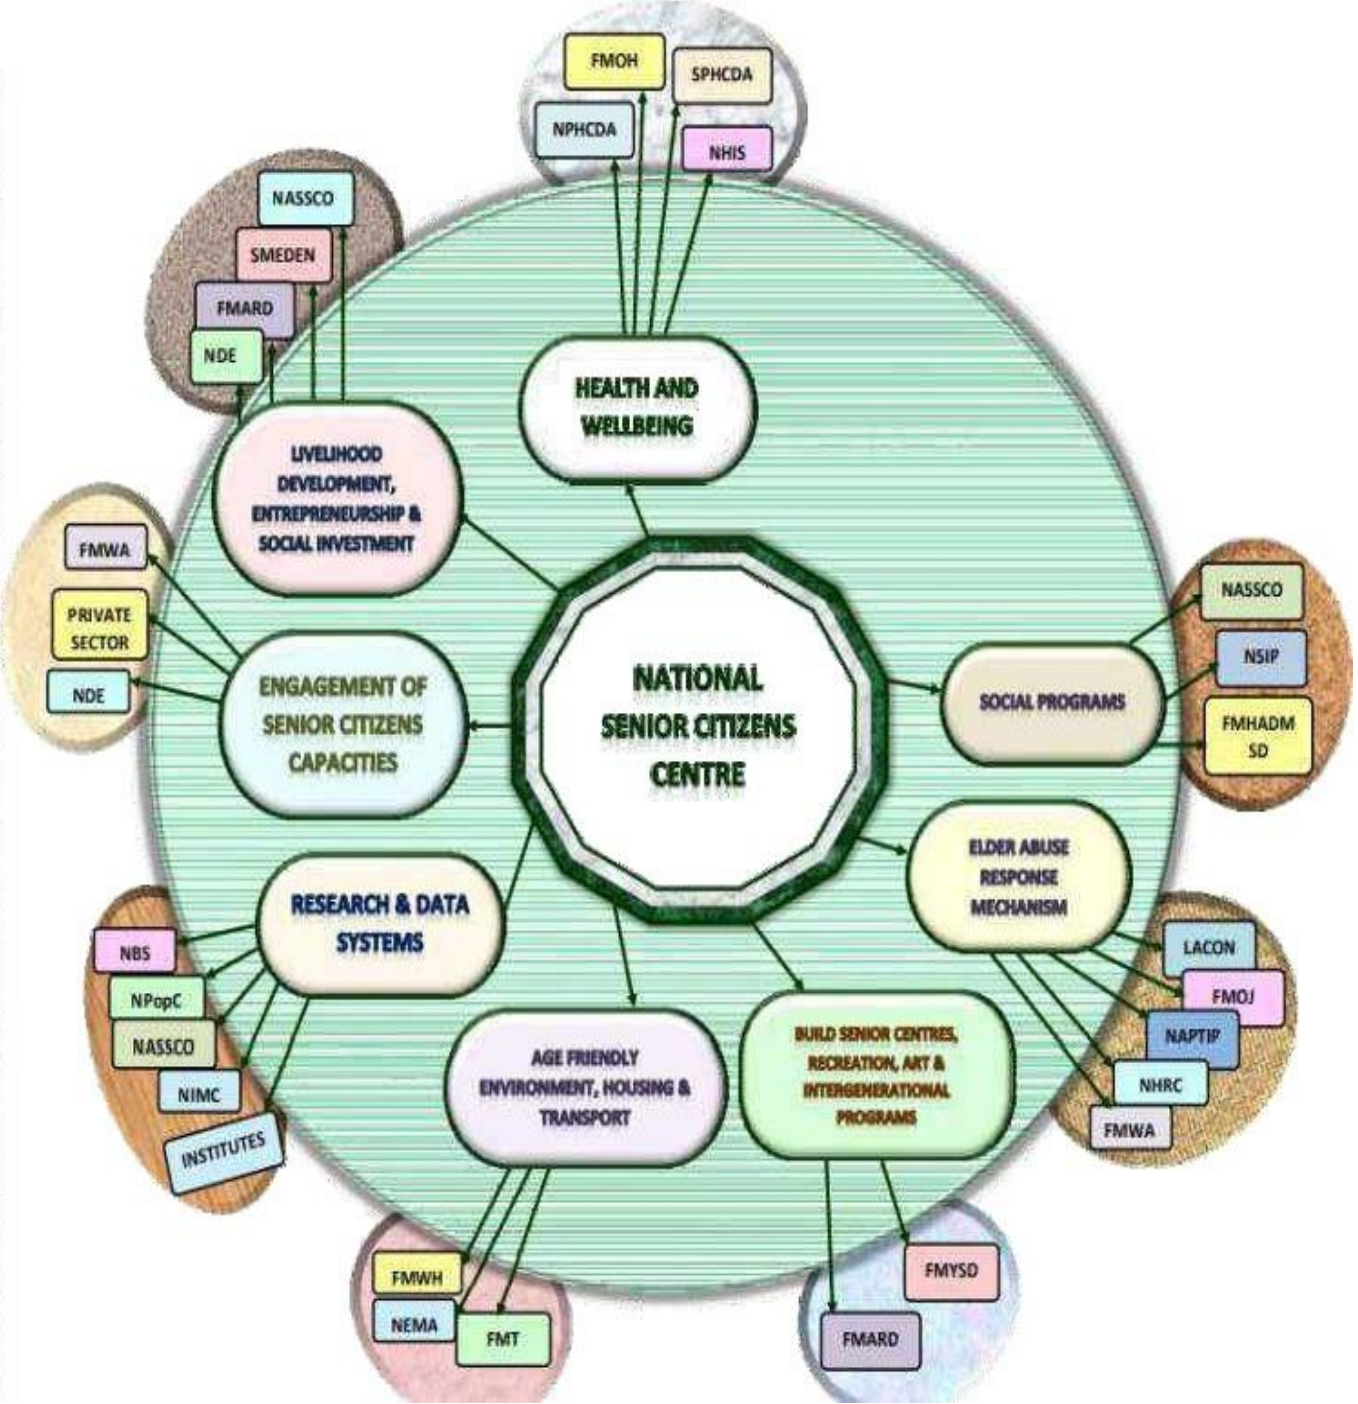 FMOH
SPHCDA
NPHCDA
NHIS
NASSCO
SMEDEN
FMARD
NDE
HEALTH AND
WELLBEING
LIVELIHOOD
DEVELOPMENT,
ENTREPRENEURSHIP &
SOCIAL INVESTMENT
FMWA
PRIVATE
SECTOR
NDE
ENGAGEMENT OF
SENIOR CITIZENS
CAPACITIES
NATIONAL
SENIOR CITIZENS
CENTRE
SOCIAL PROGRAMS
NASSCO
NSIP
FMHADM
SD
ELDER ABUSE
RESPONSE
MECHANISM
LACON
FMOJ
NAPTIP
NHRC
FMWA
RESEARCH & DATA
SYSTEMS
NBS
NPopC
NASSCO
NIMC
INSTITUTES
AGE FRIENDLY
ENVIRONMENT, HOUSING &
TRANSPORT
FMWH
NEMA
FMT
BUILD SENIOR CENTRES,
RECREATION, ART &
INTERGENERATIONAL
PROGRAMS
FMYSD
FMARD